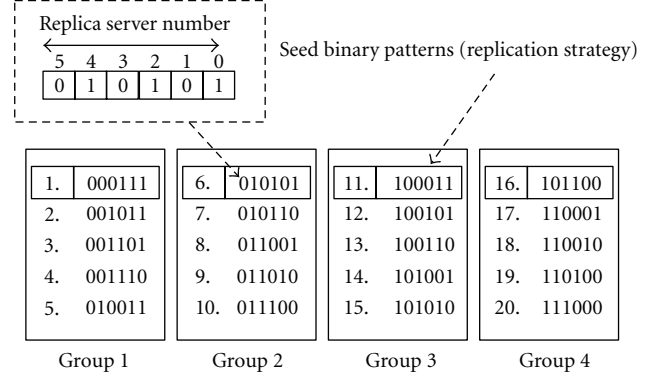 Replica server number
5 4 3 2 1 0
0 1 0 1 0 1
Seed binary patterns (replication strategy)
1. 000111
2. 001011
3. 001101
4. 001110
5. 010011
Group 1
6. 010101
7. 010110
8. 011001
9. 011010
10. 011100
Group 2
11. 100011
12. 100101
13. 100110
14. 101001
15. 101010
Group 3
16. 101100
17. 110001
18. 110010
19. 110100
20. 111000
Group 4